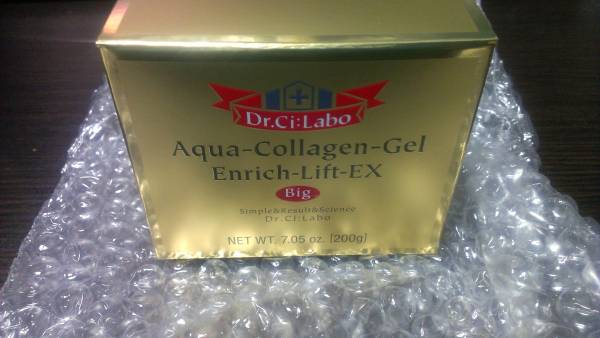 Dr.Ci:Labo
Aqua-Collagen-Gel
Enrich-Lift-EX
Big
Simple&Result&Science
Dr.Ci:Labo
NET WT. 7.05 oz. [200g]